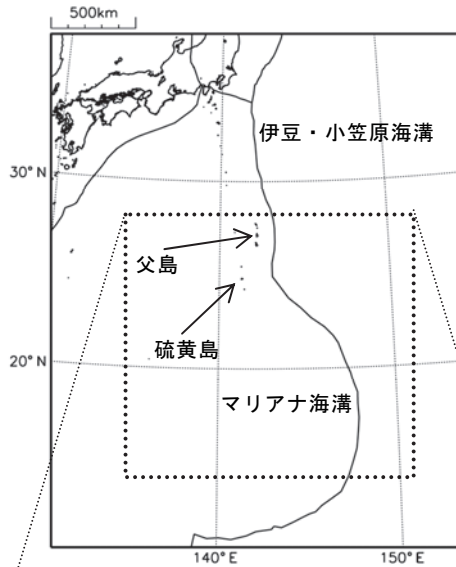 500km
伊豆・小笠原海溝
30° N
父島
硫黄島
20° N
マリアナ海溝
140° E
150° E